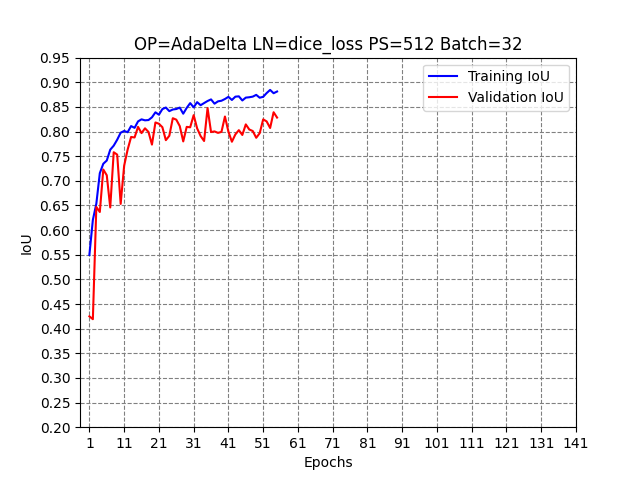 OP=AdaDelta LN=dice_loss PS=512 Batch=32
Training IoU
Validation IoU
0.95
0.90
0.85
0.80
0.75
0.70
0.65
0.60
0.55
0.50
0.45
0.40
0.35
0.30
0.25
0.20
IoU
1 11 21 31 41 51 61 71 81 91 101 111 121 131 141
Epochs